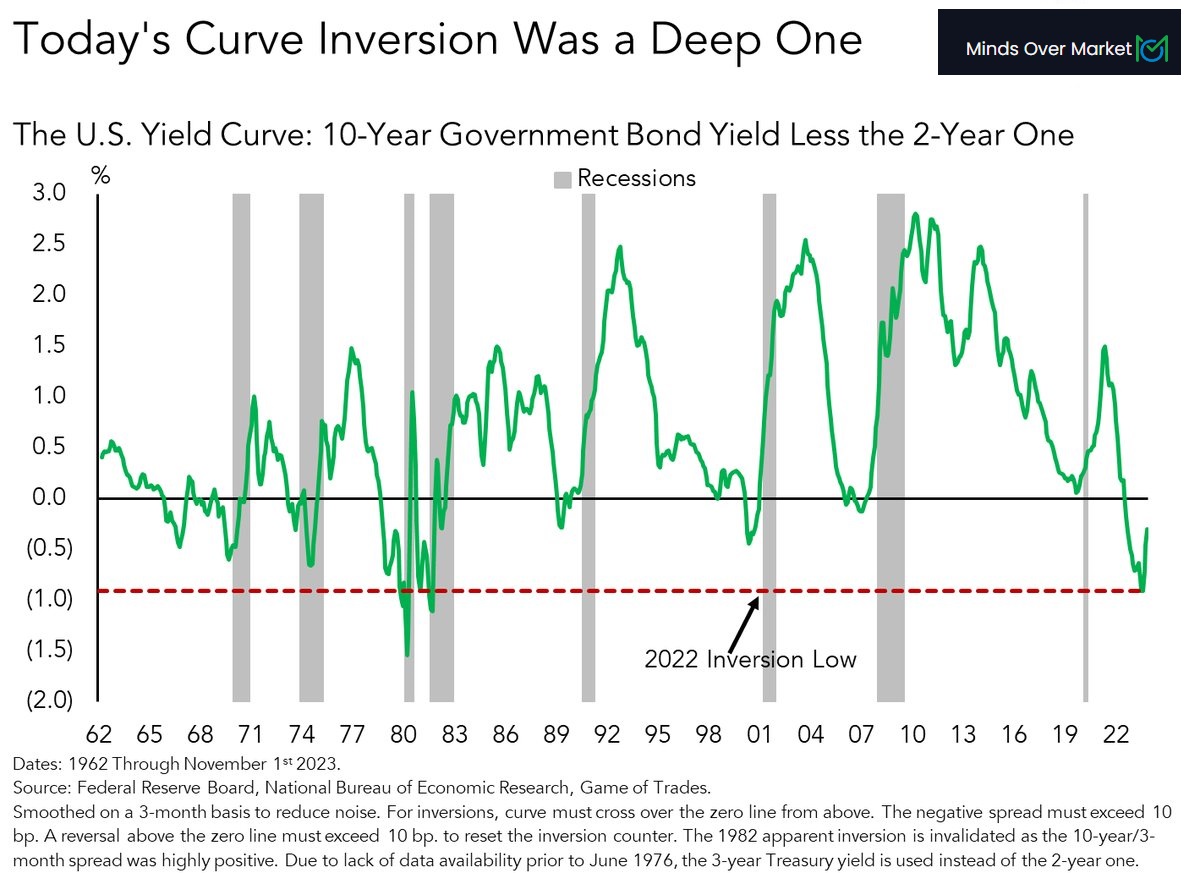 Today's Curve Inversion Was a Deep One
Minds Over Market
The U.S. Yield Curve: 10-Year Government Bond Yield Less the 2-Year One
%
Recessions
3.0
2.5
2.0
1.5
1.0
0.5
0.0
(0.5)
(1.0)
(1.5)
(2.0)
2022 Inversion Low
62 65 68 71 74 77 80 83 86 89 92 95 98 01 04 07 10 13 16 19 22
Dates: 1962 Through November 1st 2023.
Source: Federal Reserve Board, National Bureau of Economic Research, Game of Trades.
Smoothed on a 3-month basis to reduce noise. For inversions, curve must cross over the zero line from above. The negative spread must exceed 10
bp. A reversal above the zero line must exceed 10 bp. to reset the inversion counter. The 1982 apparent inversion is invalidated as the 10-year/3-
month spread was highly positive. Due to lack of data availability prior to June 1976, the 3-year Treasury yield is used instead of the 2-year one.